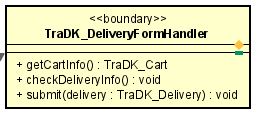 <<boundary>>
TraDK_DeliveryFormHandler
+ getCartInfo() : TraDK_Cart
+ checkDeliveryInfo() : void
+ submit(delivery : TraDK_Delivery) : void